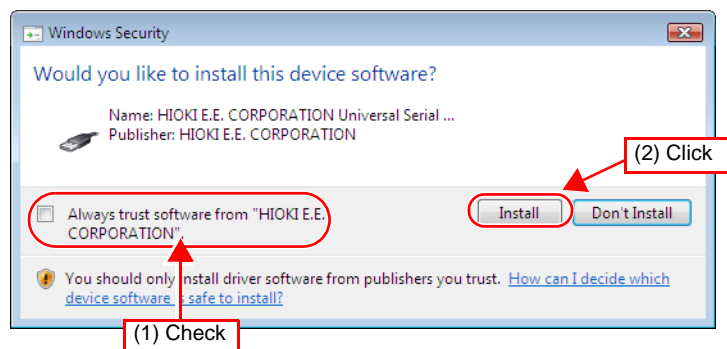 Windows Security
Would you like to install this device software?
Name: HIOKI E.E. CORPORATION Universal Serial ...
Publisher: HIOKI E.E. CORPORATION
(2) Click
Always trust software from "HIOKI E.E.
CORPORATION".
Install
Don't Install
You should only install driver software from publishers you trust. How can I decide which
device software is safe to install?
(1) Check